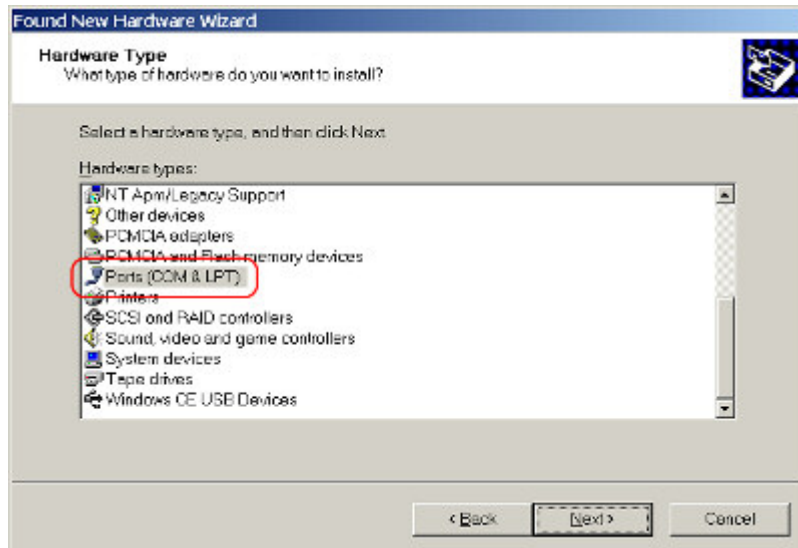 Found New Hardware Wizard
Hardware Type
What type of hardware do you want to install?
Select a hardware type, and then click Next.
Hardware types:
NT Apm/Legacy Support
Other devices
PCMCIA adapters
PCMCIA and Flash memory devices
Ports (COM & LPT)
Printers
SCSI and RAID controllers
Sound, video and game controllers
System devices
Tape drives
Windows CE USB Devices
< Back
Next >
Cancel